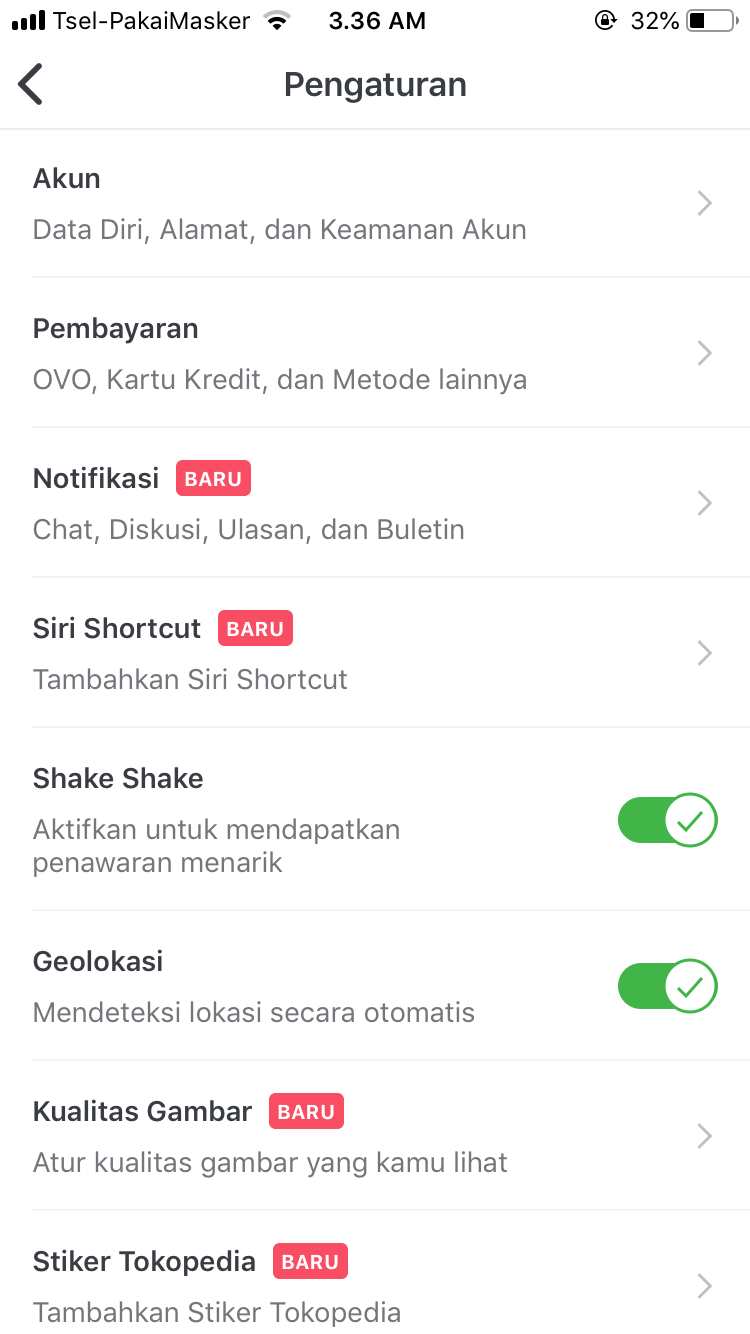 Tsel-PakaiMasker 3.36 AM 32%
Pengaturan
Akun
Data Diri, Alamat, dan Keamanan Akun
Pembayaran
OVO, Kartu Kredit, dan Metode lainnya
Notifikasi BARU
Chat, Diskusi, Ulasan, dan Buletin
Siri Shortcut BARU
Tambahkan Siri Shortcut
Shake Shake
Aktifkan untuk mendapatkan
penawaran menarik
Geolokasi
Mendeteksi lokasi secara otomatis
Kualitas Gambar BARU
Atur kualitas gambar yang kamu lihat
Stiker Tokopedia BARU
Tambahkan Stiker Tokopedia